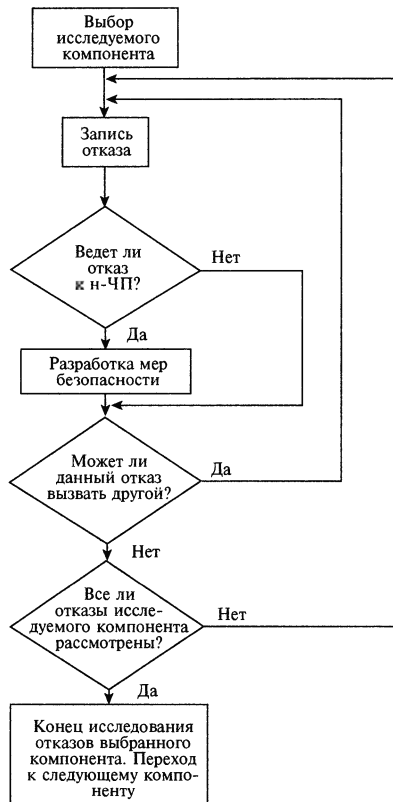 Выбор
исследуемого
компонента
Запись
отказа
Ведет ли
отказ
к н-ЧП?
Нет
Да
Разработка мер
безопасности
Может ли
данный отказ
вызвать другой?
Да
Нет
Все ли
отказы иссле-
дуемого компонента
рассмотрены?
Нет
Да
Конец исследования
отказов выбранного
компонента. Переход
к следующему компо-
ненту